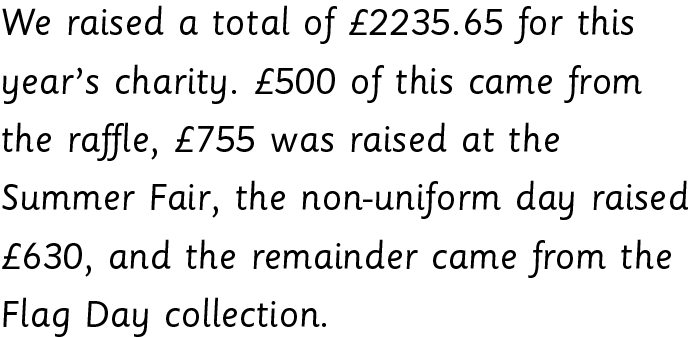 We raised a total of £2235.65 for this
year’s charity. £500 of this came from
the raffle, £755 was raised at the
Summer Fair, the non-uniform day raised
£630, and the remainder came from the
Flag Day collection.